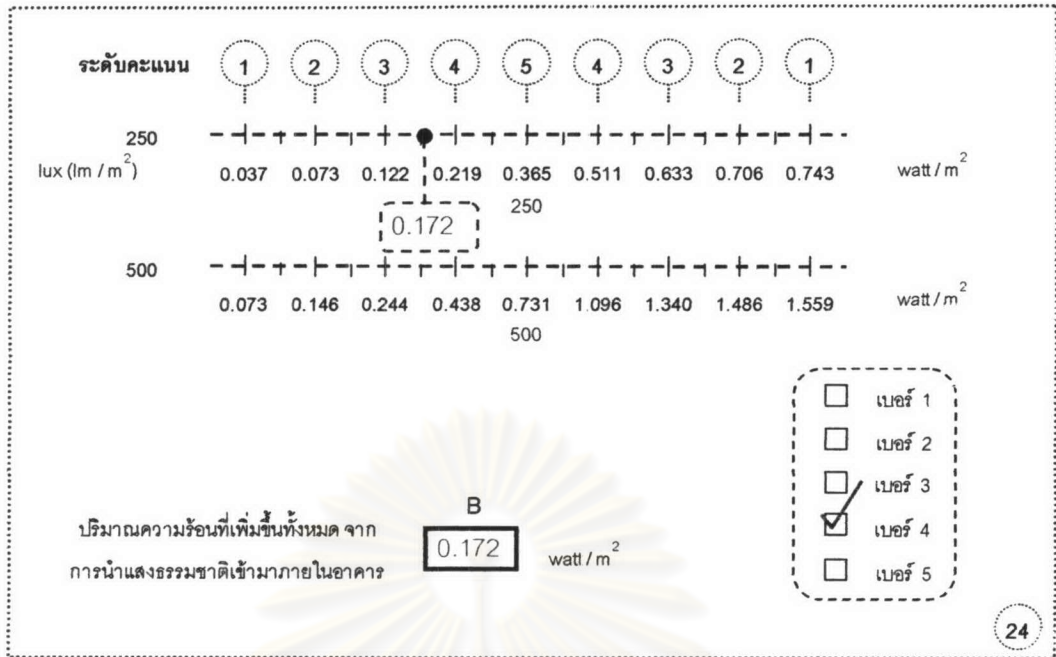 ระดับคะแนน 1 2 3 4 5 4 3 2 1
250
lux (lm / m²) 0.037 0.073 0.122 0.219 0.365 0.511 0.633 0.706 0.743 watt / m²
250
0.172
500
0.073 0.146 0.244 0.438 0.731 1.096 1.340 1.486 1.559 watt / m²
500
เบอร์ 1
เบอร์ 2
เบอร์ 3
เบอร์ 4
เบอร์ 5
B
ปริมาณความร้อนที่เพิ่มขึ้นทั้งหมด จาก
การนำแสงธรรมชาติเข้ามาภายในอาคาร
0.172 watt / m²
24